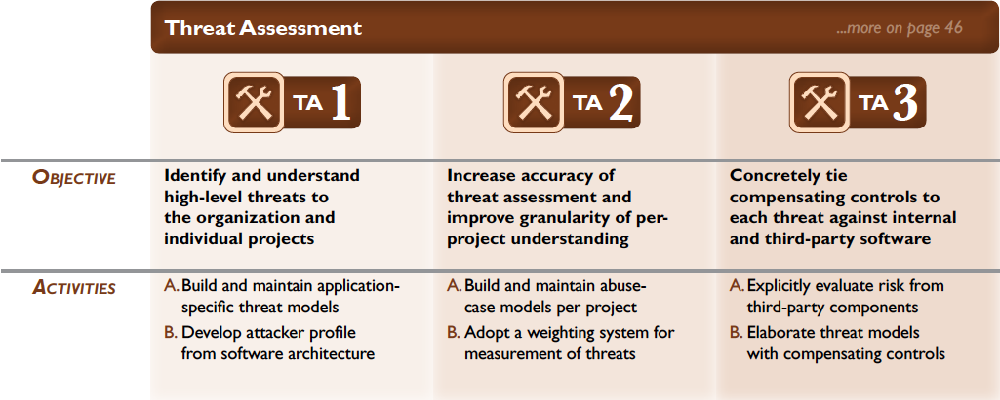 Threat Assessment ...more on page 46
TA 1 TA 2 TA 3
OBJECTIVE
Identify and understand
high-level threats to
the organization and
individual projects
Increase accuracy of
threat assessment and
improve granularity of per-
project understanding
Concretely tie
compensating controls to
each threat against internal
and third-party software
ACTIVITIES
A. Build and maintain application-
specific threat models
B. Develop attacker profile
from software architecture
A. Build and maintain abuse-
case models per project
B. Adopt a weighting system for
measurement of threats
A. Explicitly evaluate risk from
third-party components
B. Elaborate threat models
with compensating controls